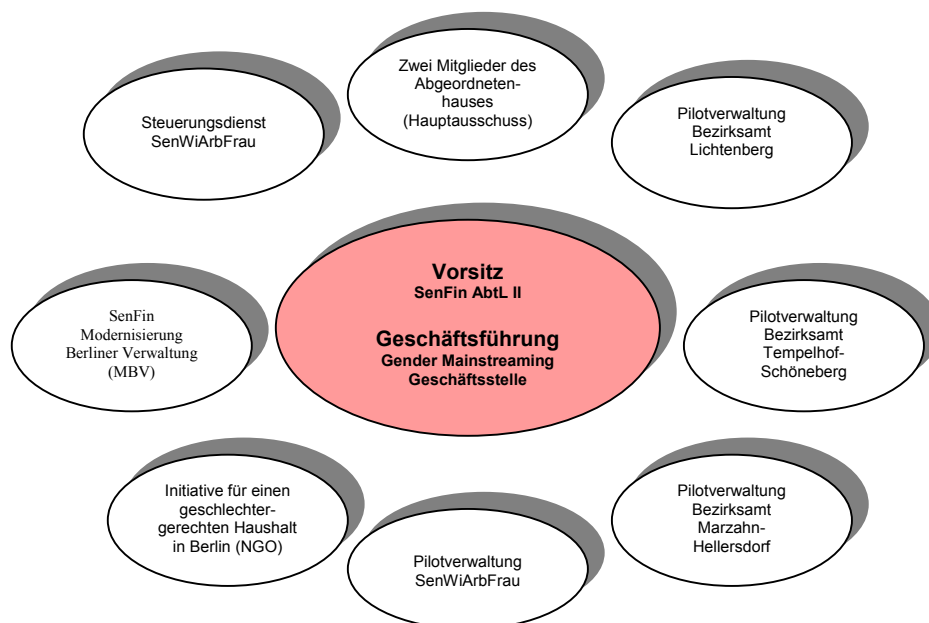 Zwei Mitglieder des
Abgeordneten-
hauses
(Hauptausschuss)
Steuerungsdienst
SenWiArbFrau
Pilotverwaltung
Bezirksamt
Lichtenberg
Vorsitz
SenFin AbtL II
Geschäftsführung
Gender Mainstreaming
Geschäftsstelle
SenFin
Modernisierung
Berliner Verwaltung
(MBV)
Pilotverwaltung
Bezirksamt
Tempelhof-
Schöneberg
Initiative für einen
geschlechter-
gerechten Haushalt
in Berlin (NGO)
Pilotverwaltung
SenWiArbFrau
Pilotverwaltung
Bezirksamt
Marzahn-
Hellersdorf